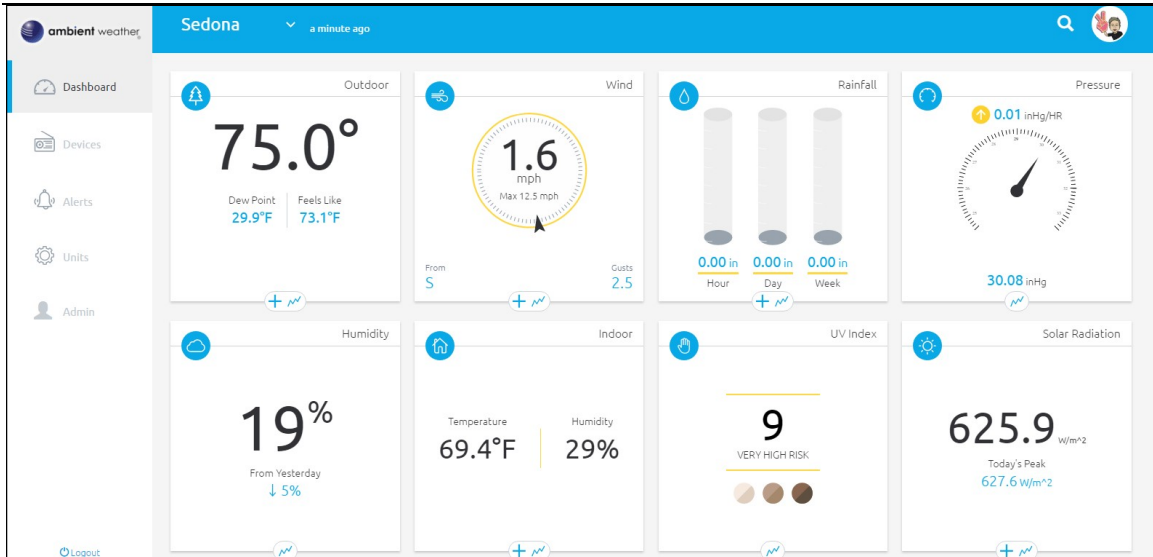 ambient weather
Sedona
a minute ago
Dashboard
Devices
Alerts
Units
Admin
Logout
Outdoor
75.0°
Dew Point
29.9°F
Feels Like
73.1°F
Wind
1.6
mph
Max 12.5 mph
From
S
Gusts
2.5
Rainfall
0.00 in
Hour
0.00 in
Day
0.00 in
Week
Pressure
0.01 inHg/HR
30.08 inHg
Humidity
19%
From Yesterday
↓ 5%
Indoor
Temperature
69.4°F
Humidity
29%
UV Index
9
VERY HIGH RISK
Solar Radiation
625.9 W/m^2
Today's Peak
627.6 W/m^2